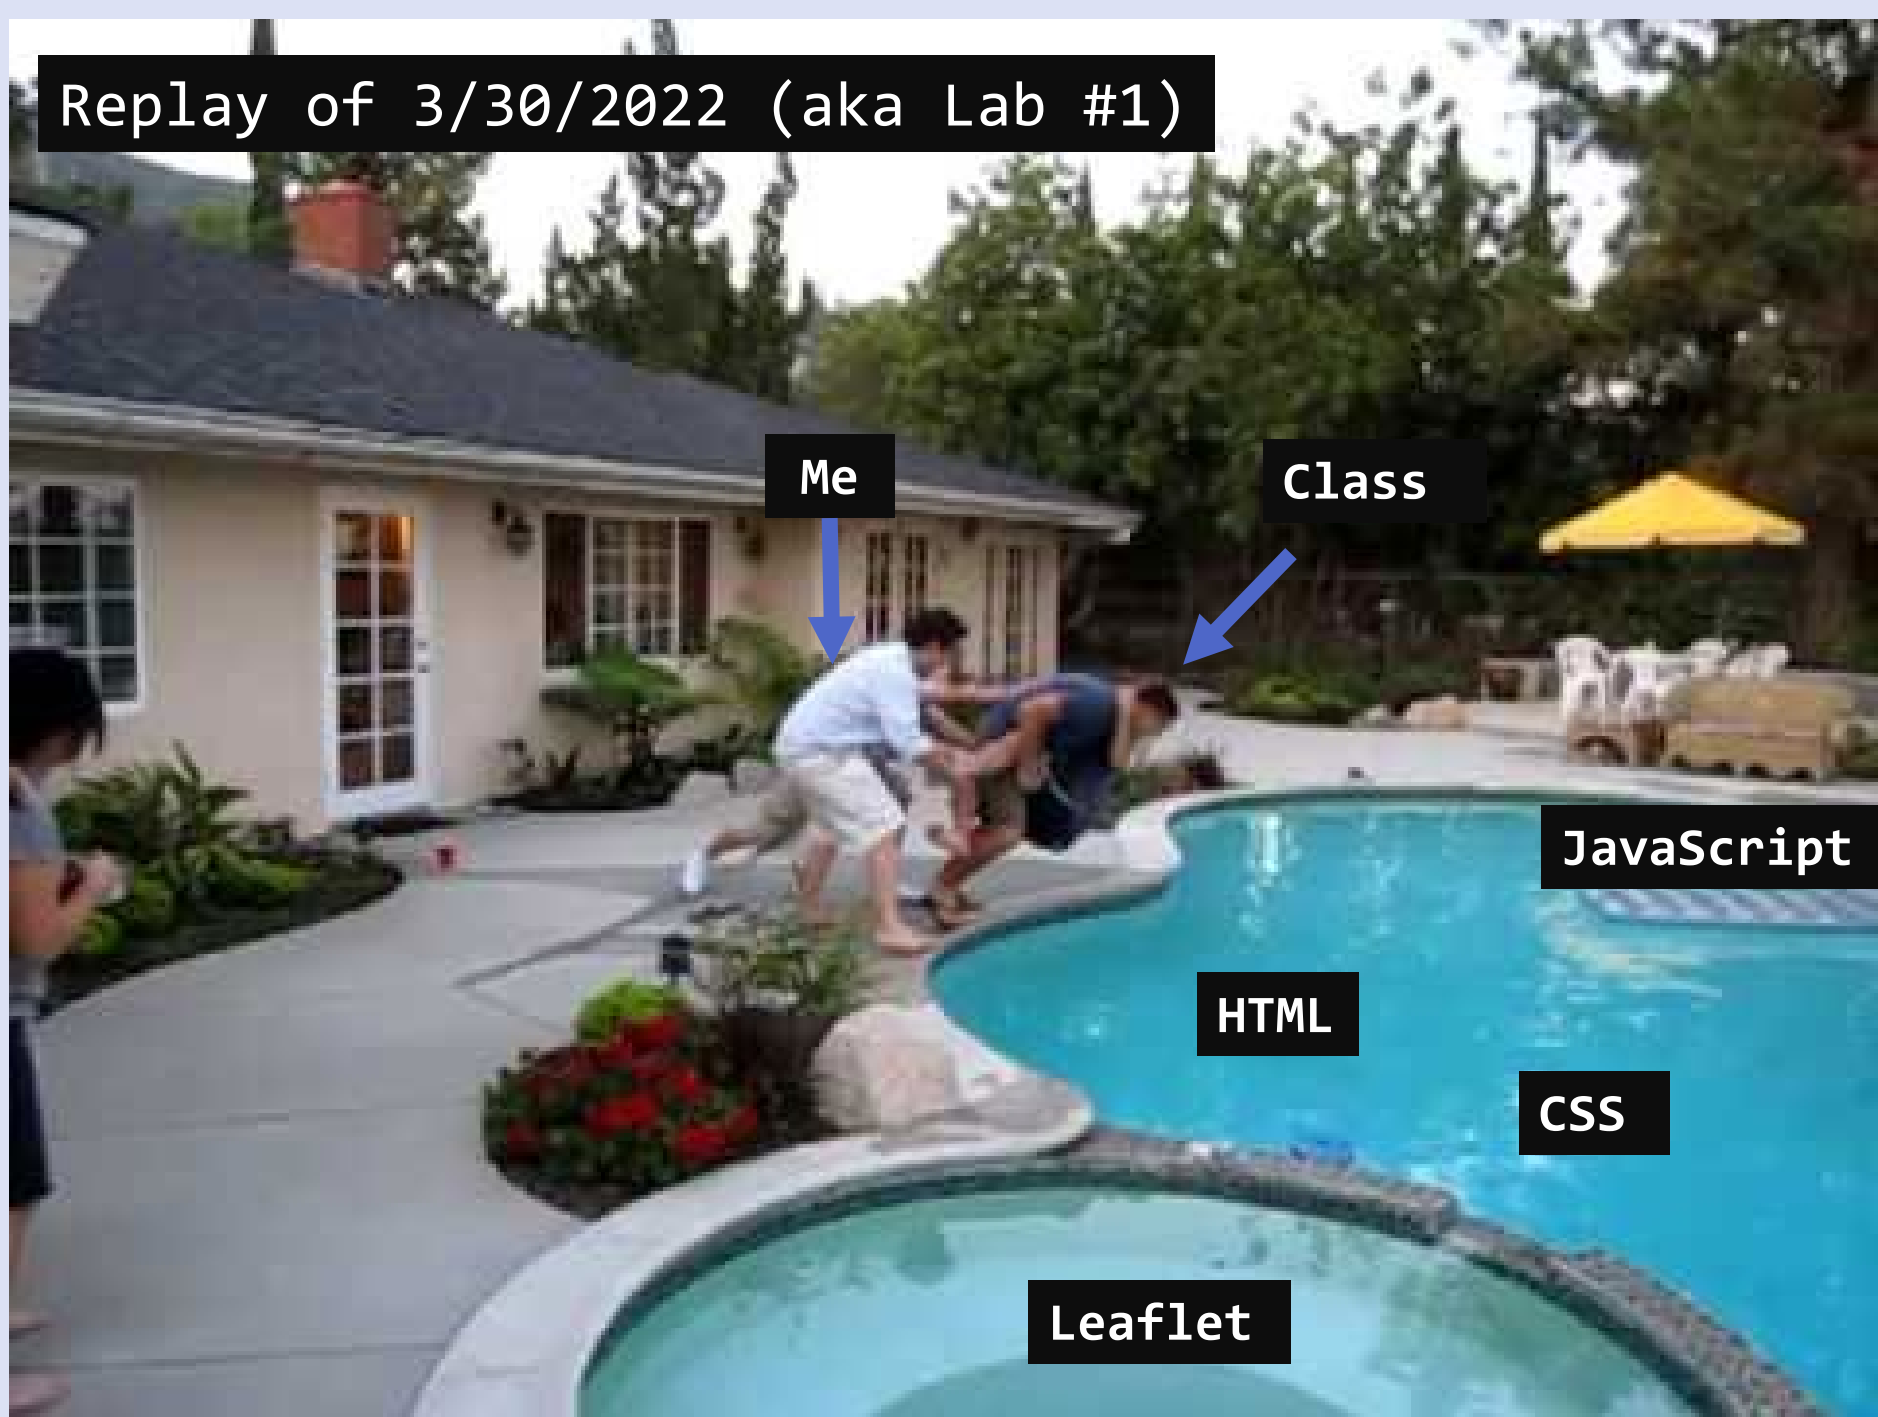 Replay of 3/30/2022 (aka Lab #1)
Me
Class
JavaScript
HTML
CSS
Leaflet